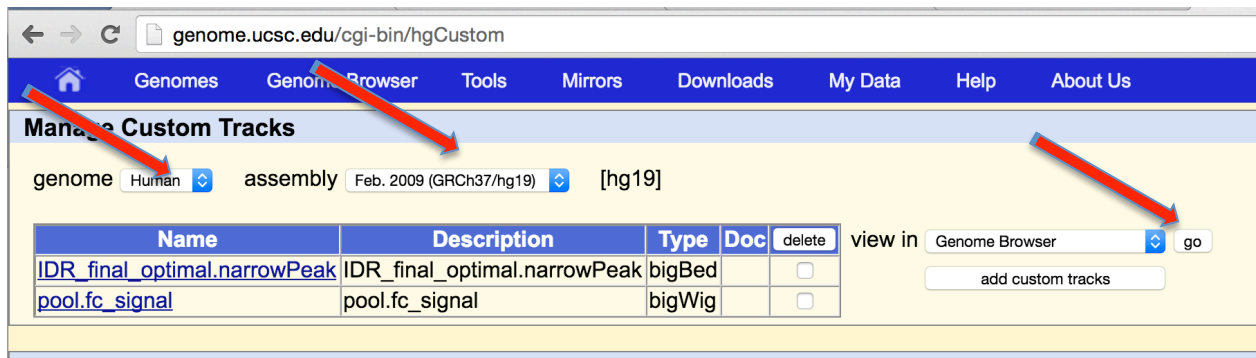 genome.ucsc.edu/cgi-bin/hgCustom
Genomes Genome Browser Tools Mirrors Downloads My Data Help About Us
Manage Custom Tracks
genome Human assembly Feb. 2009 (GRCh37/hg19) [hg19]
Name Description Type Doc delete view in Genome Browser go
IDR_final_optimal.narrowPeak IDR_final_optimal.narrowPeak bigBed
add custom tracks
pool.fc_signal pool.fc_signal bigWig